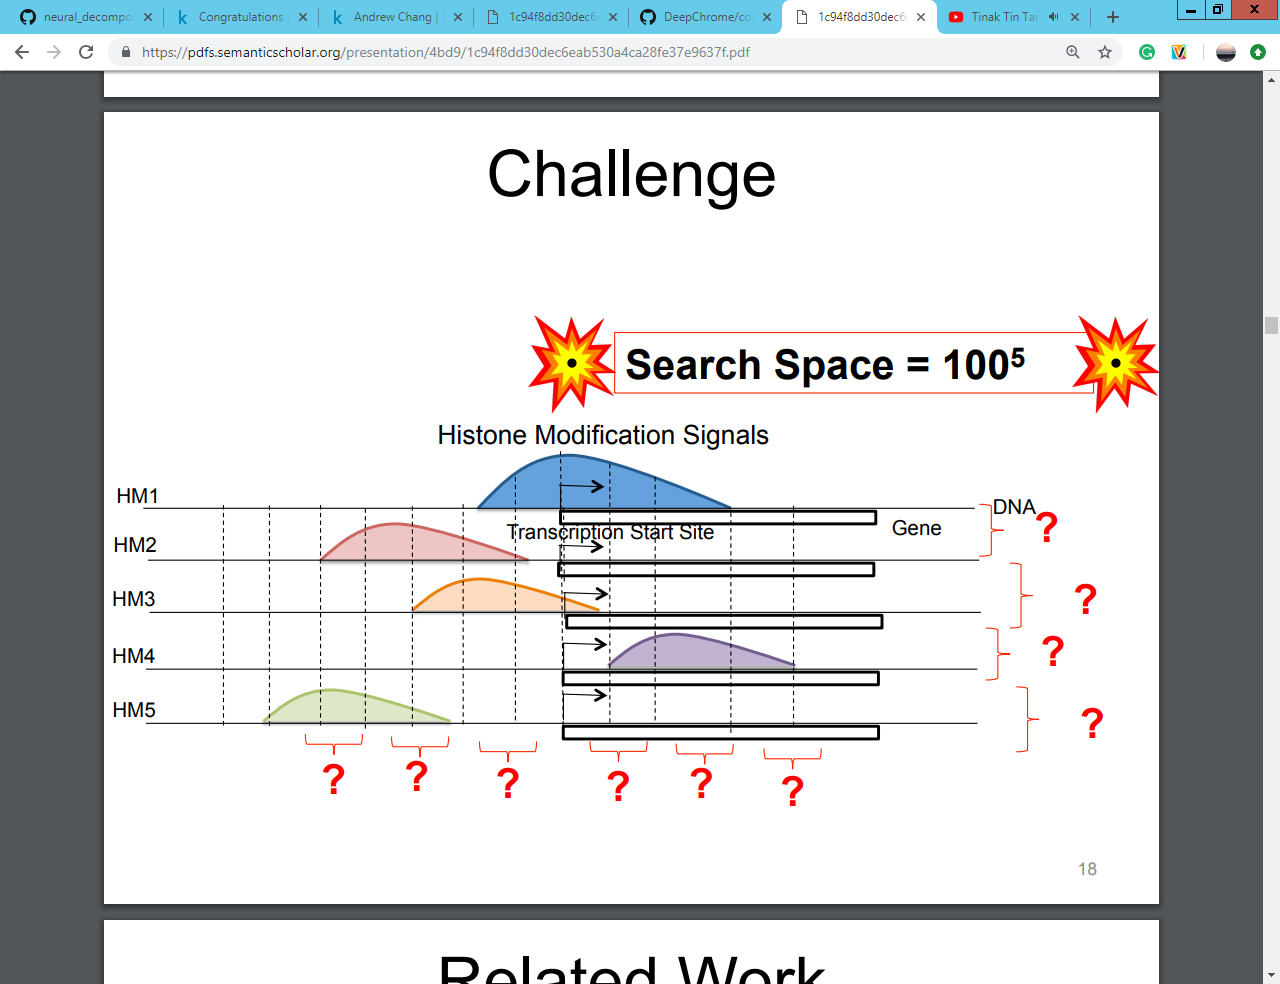 neural_decompo
Congratulations
Andrew Chang |
1c94f8dd30dec6
DeepChrome/co
1c94f8dd30dec6
Tinak Tin Ta
https://pdfs.semanticscholar.org/presentation/4bd9/1c94f8dd30dec6eab530a4ca28fe37e9637f.pdf
Challenge
Search Space = 100⁵
Histone Modification Signals
HM1
DNA
?
Transcription Start Site
Gene
HM2
HM3
?
HM4
?
HM5
?
? ? ? ? ? ?
18
Related Work